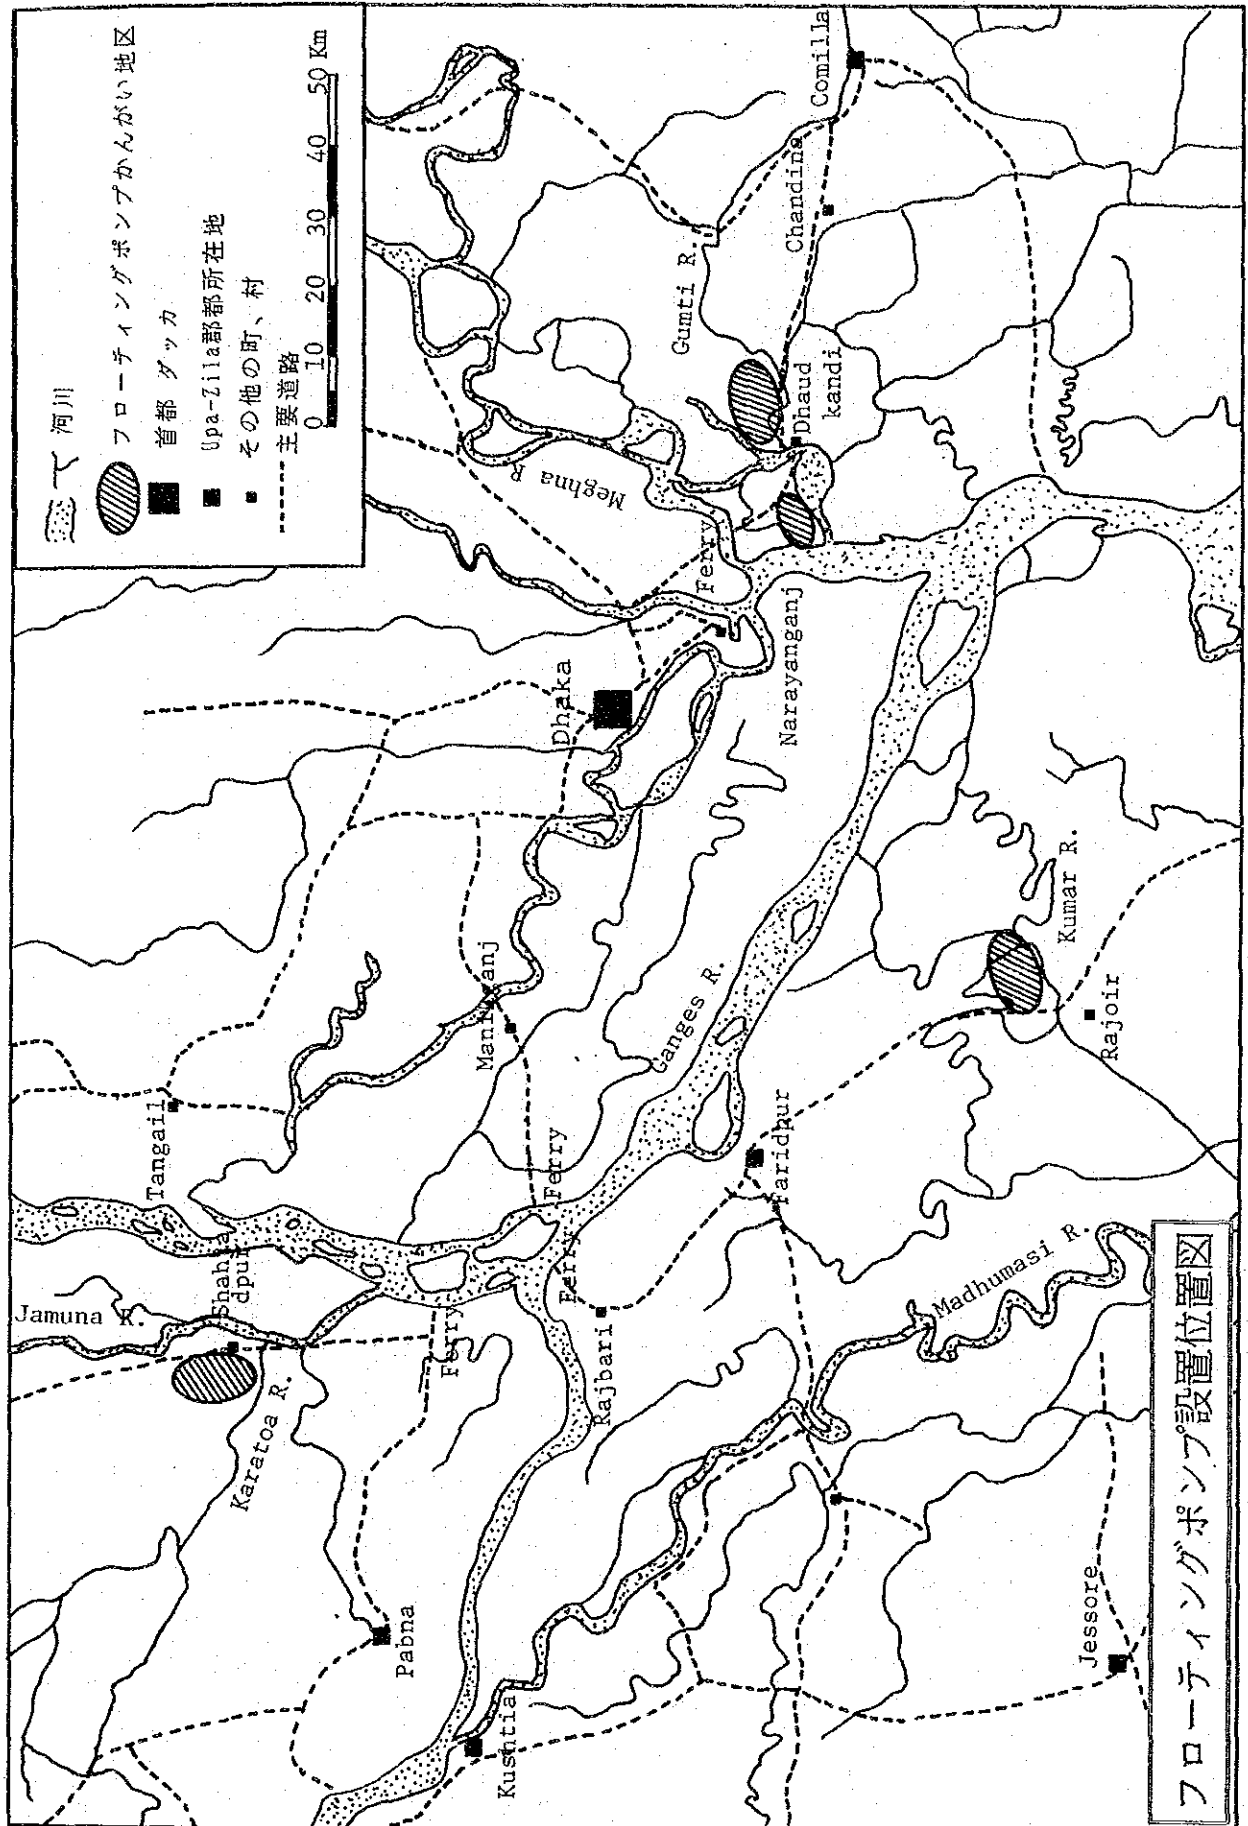 河川
フローティングポンプかんがい地区
首都 ダッカ
Upa-Zila郡都所在地
その他の町、村
主要道路
0 10 20 30 40 50 Km
Jamuna R.
Tangail
Karatoa R.
Pabna
Kushtia
Ferry
Ferry
Ferry
Rajbari
Dhaka
Ganges R.
Faridpur
Narayanganj
Ferry
Meghna R
Gumti R.
Dhaud
kandi
Chandina
Comilla
Kumar R.
Rajoir
Madhumasi R.
Jessore
フローティングポンプ設置位置図